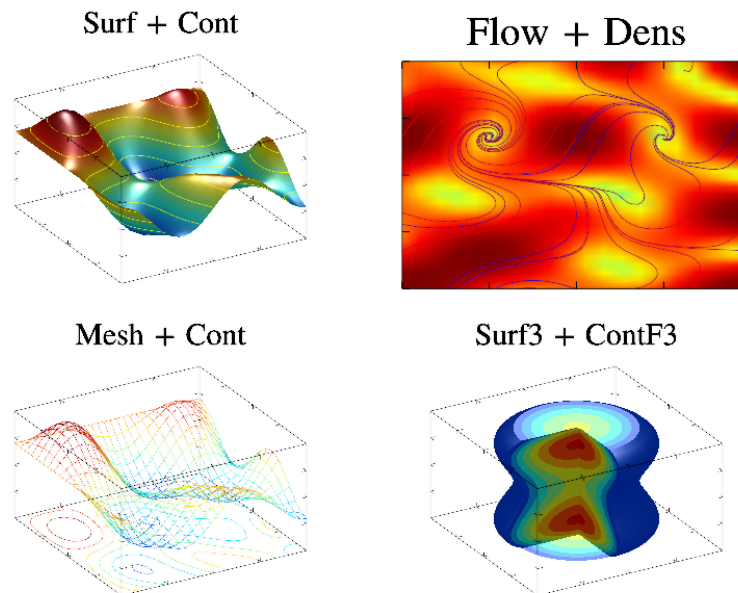 Surf + Cont
Flow + Dens
Mesh + Cont
Surf3 + ContF3